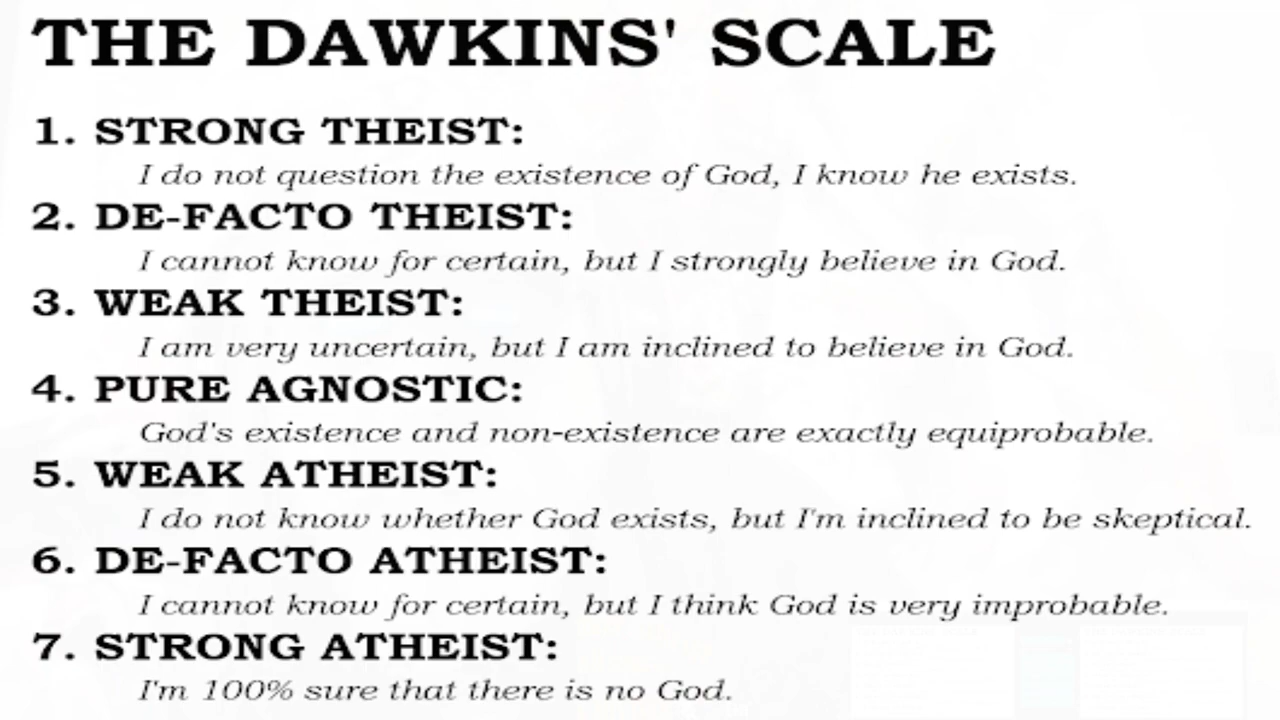 THE DAWKINS' SCALE
1. STRONG THEIST:
I do not question the existence of God, I know he exists.
2. DE-FACTO THEIST:
I cannot know for certain, but I strongly believe in God.
3. WEAK THEIST:
I am very uncertain, but I am inclined to believe in God.
4. PURE AGNOSTIC:
God's existence and non-existence are exactly equiprobable.
5. WEAK ATHEIST:
I do not know whether God exists, but I'm inclined to be skeptical.
6. DE-FACTO ATHEIST:
I cannot know for certain, but I think God is very improbable.
7. STRONG ATHEIST:
I'm 100% sure that there is no God.